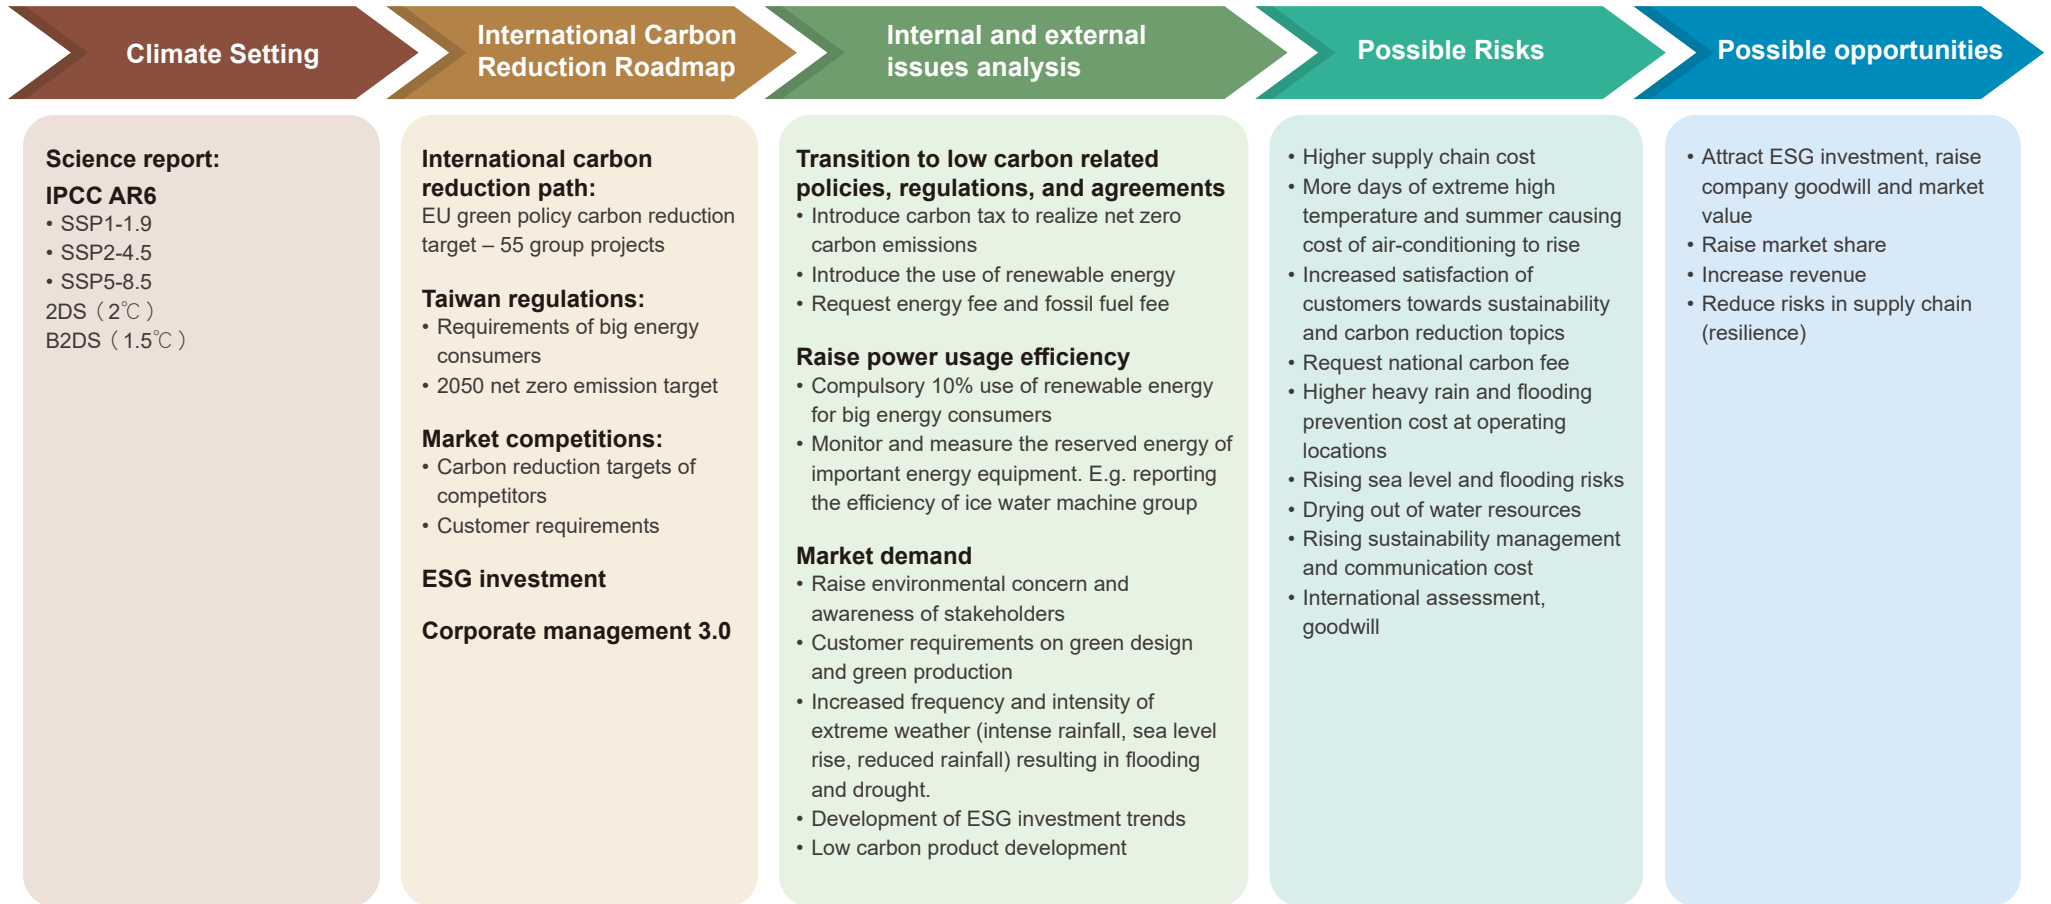 Climate Setting
International Carbon
Reduction Roadmap
Internal and external
issues analysis
Possible Risks
Possible opportunities
Science report:
IPCC AR6
• SSP1-1.9
• SSP2-4.5
• SSP5-8.5
2DS（2℃）
B2DS（1.5℃）
International carbon
reduction path:
EU green policy carbon reduction
target – 55 group projects
Taiwan regulations:
• Requirements of big energy
consumers
• 2050 net zero emission target
Market competitions:
• Carbon reduction targets of
competitors
• Customer requirements
ESG investment
Corporate management 3.0
Transition to low carbon related
policies, regulations, and agreements
• Introduce carbon tax to realize net zero
carbon emissions
• Introduce the use of renewable energy
• Request energy fee and fossil fuel fee
Raise power usage efficiency
• Compulsory 10% use of renewable energy
for big energy consumers
• Monitor and measure the reserved energy of
important energy equipment. E.g. reporting
the efficiency of ice water machine group
Market demand
• Raise environmental concern and
awareness of stakeholders
• Customer requirements on green design
and green production
• Increased frequency and intensity of
extreme weather (intense rainfall, sea level
rise, reduced rainfall) resulting in flooding
and drought.
• Development of ESG investment trends
• Low carbon product development
• Higher supply chain cost
• More days of extreme high
temperature and summer causing
cost of air-conditioning to rise
• Increased satisfaction of
customers towards sustainability
and carbon reduction topics
• Request national carbon fee
• Higher heavy rain and flooding
prevention cost at operating
locations
• Rising sea level and flooding risks
• Drying out of water resources
• Rising sustainability management
and communication cost
• International assessment,
goodwill
• Attract ESG investment, raise
company goodwill and market
value
• Raise market share
• Increase revenue
• Reduce risks in supply chain
(resilience)